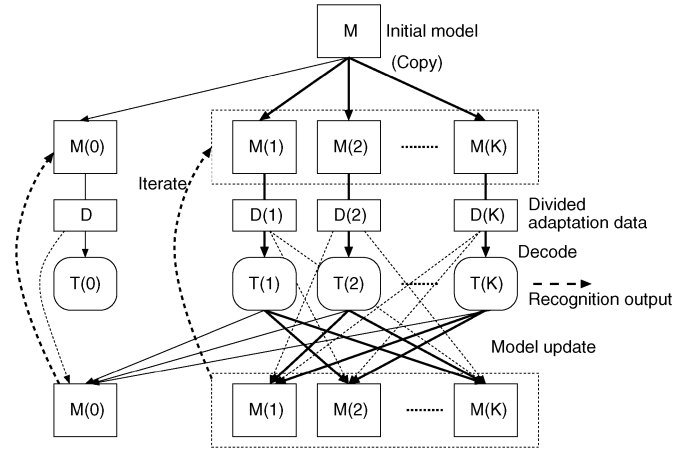 M
Initial model
(Copy)
M(0)
M(1)
M(2)
M(K)
Iterate
D
D(1)
D(2)
D(K)
Divided
adaptation data
Decode
T(0)
T(1)
T(2)
T(K)
Recognition output
Model update
M(0)
M(1)
M(2)
M(K)